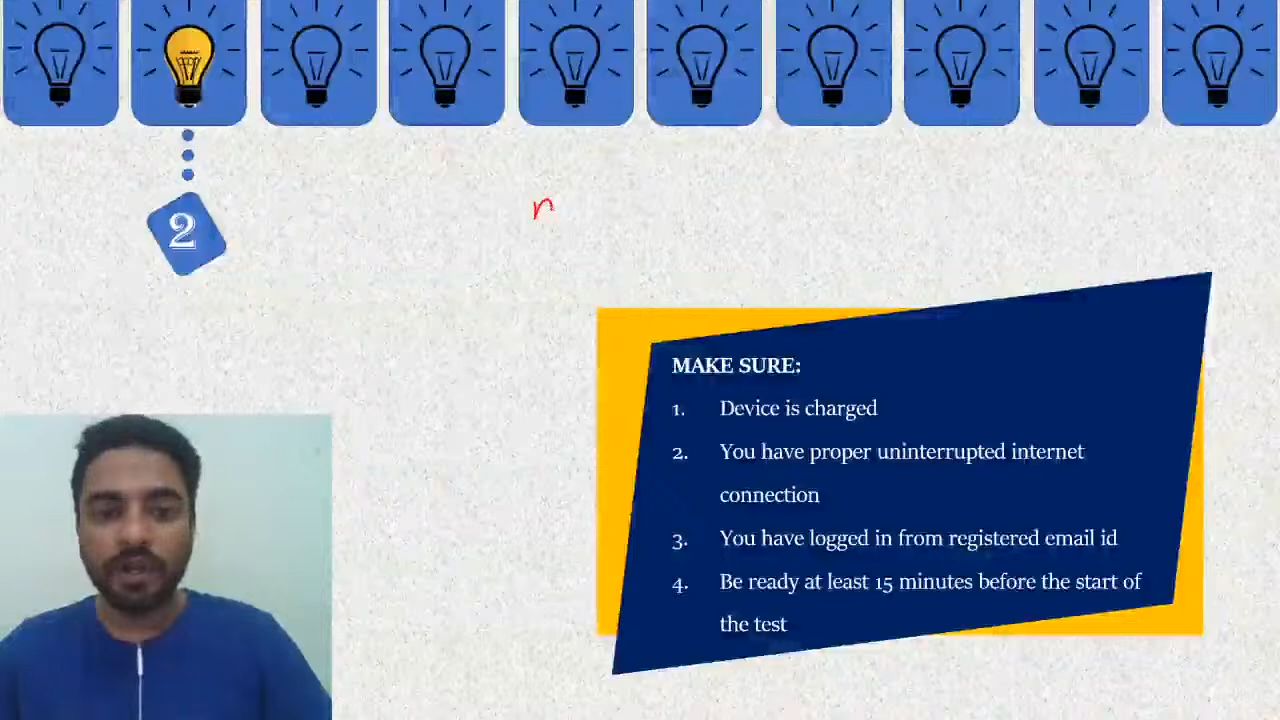 2
n
MAKE SURE:
1. Device is charged
2. You have proper uninterrupted internet
connection
3. You have logged in from registered email id
4. Be ready at least 15 minutes before the start of
the test